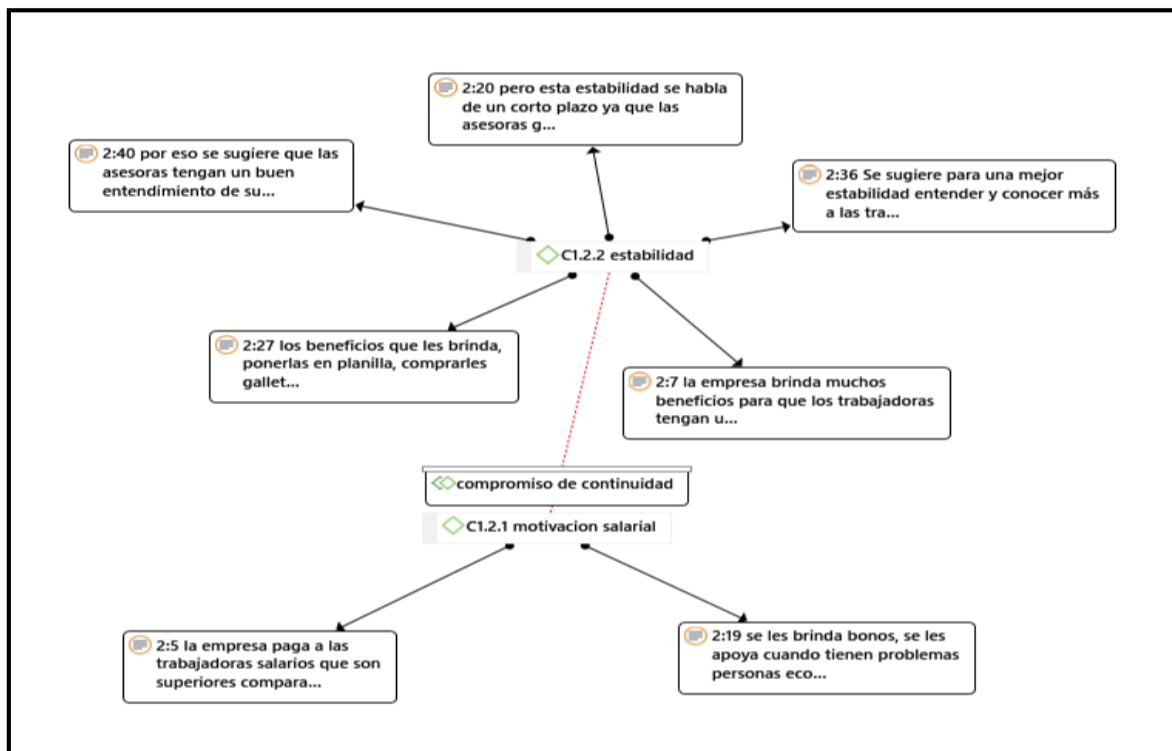 2:20 pero esta estabilidad se habla
de un corto plazo ya que las
asesoras g...
2:40 por eso se sugiere que las
asesoras tengan un buen
entendimiento de su...
2:36 Se sugiere para una mejor
estabilidad entender y conocer más
a las tra...
C1.2.2 estabilidad
2:27 los beneficios que les brinda,
ponerlas en planilla, comprarles
gallet...
2:7 la empresa brinda muchos
beneficios para que los trabajadoras
tengan u...
compromiso de continuidad
C1.2.1 motivacion salarial
2:5 la empresa paga a las
trabajadoras salarios que son
superiores compara...
2:19 se les brinda bonos, se les
apoya cuando tienen problemas
personas eco...